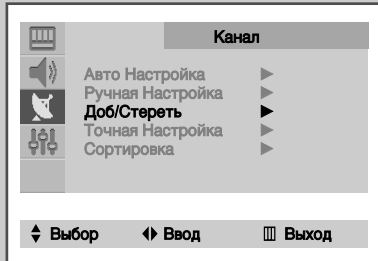 Канал
Авто Настройка
Ручная Настройка
Доб/Стереть
Точная Настройка
Сортировка
Выбор Ввод Выход